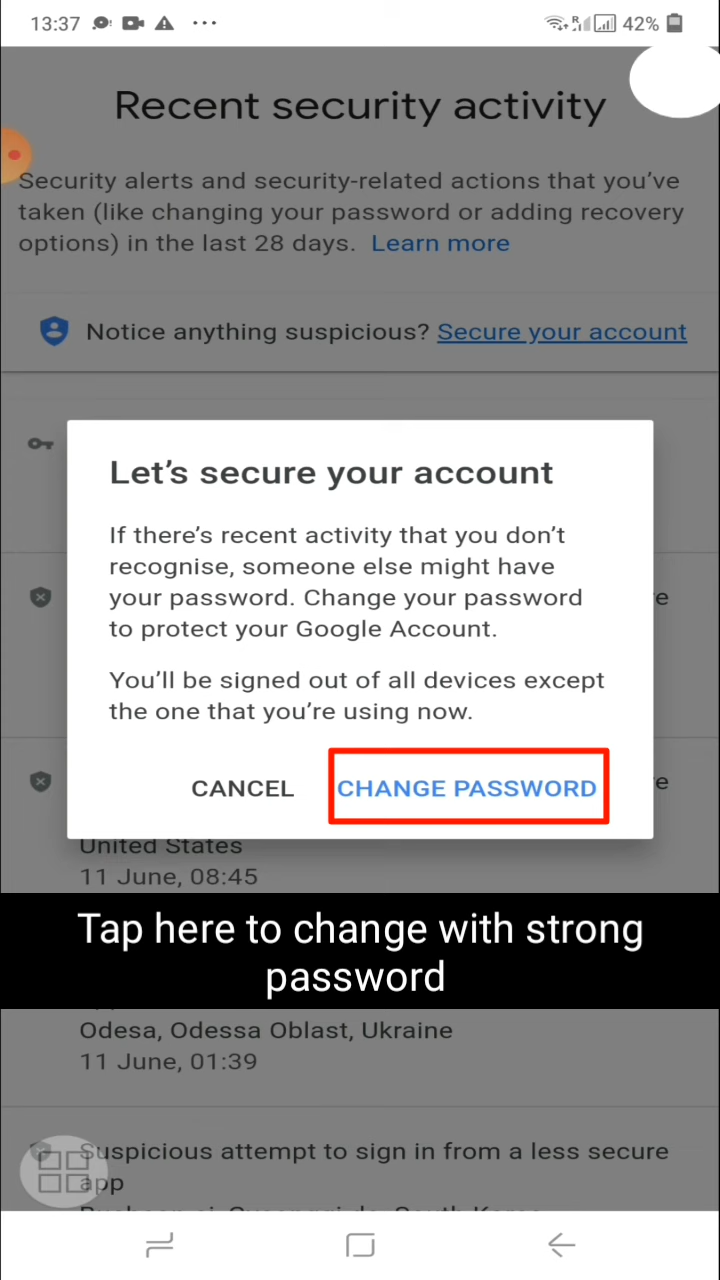 13:37
R
42%
Recent security activity
Security alerts and security-related actions that you've
taken (like changing your password or adding recovery
options) in the last 28 days. Learn more
Notice anything suspicious? Secure your account
Let's secure your account
If there's recent activity that you don't
recognise, someone else might have
your password. Change your password
to protect your Google Account.
You'll be signed out of all devices except
the one that you're using now.
CANCEL CHANGE PASSWORD
United States
11 June, 08:45
Tap here to change with strong
password
Odesa, Odessa Oblast, Ukraine
11 June, 01:39
Suspicious attempt to sign in from a less secure
app